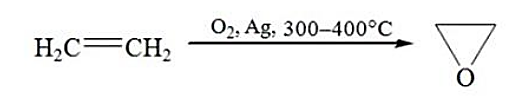 O₂, Ag, 300–400°C
H₂C=CH₂
O